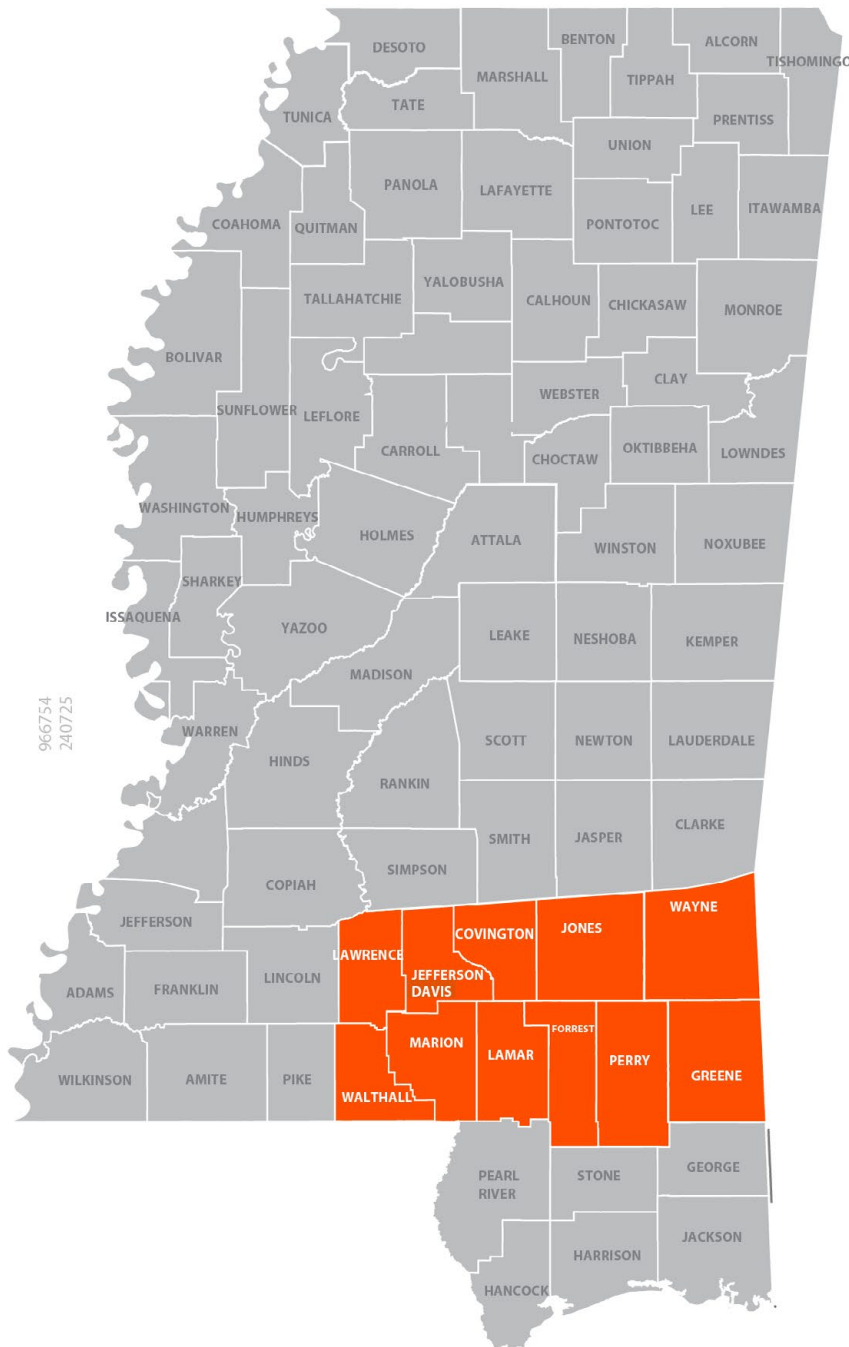 DESOTO
BENTON
ALCORN
TISHOMINGO
MARSHALL
TIPPAH
TATE
TUNICA
PRENTISS
UNION
PANOLA
LAFAYETTE
LEE
ITAWAMBA
COAHOMA
QUITMAN
PONTOTOC
YALOBUSHA
TALLAHATCHIE
CALHOUN
CHICKASAW
MONROE
BOLIVAR
CLAY
WEBSTER
SUNFLOWER
LEFLORE
CARROLL
CHOCTAW
OKTIBBEHA
LOWNDES
WASHINGTON
HUMPHREYS
HOLMES
ATTALA
WINSTON
NOXUBEE
SHARKEY
ISSAQUENA
YAZOO
LEAKE
NESHOBA
KEMPER
MADISON
966754
240725
WARREN
HINDS
RANKIN
SCOTT
NEWTON
LAUDERDALE
SMITH
JASPER
CLARKE
COPIAH
SIMPSON
JEFFERSON
WAYNE
LAWRENCE
COVINGTON
JONES
ADAMS
FRANKLIN
LINCOLN
JEFFERSON
DAVIS
MARION
LAMAR
FORREST
PERRY
GREENE
WILKINSON
AMITE
PIKE
WALTHALL
PEARL
RIVER
STONE
GEORGE
HANCOCK
HARRISON
JACKSON